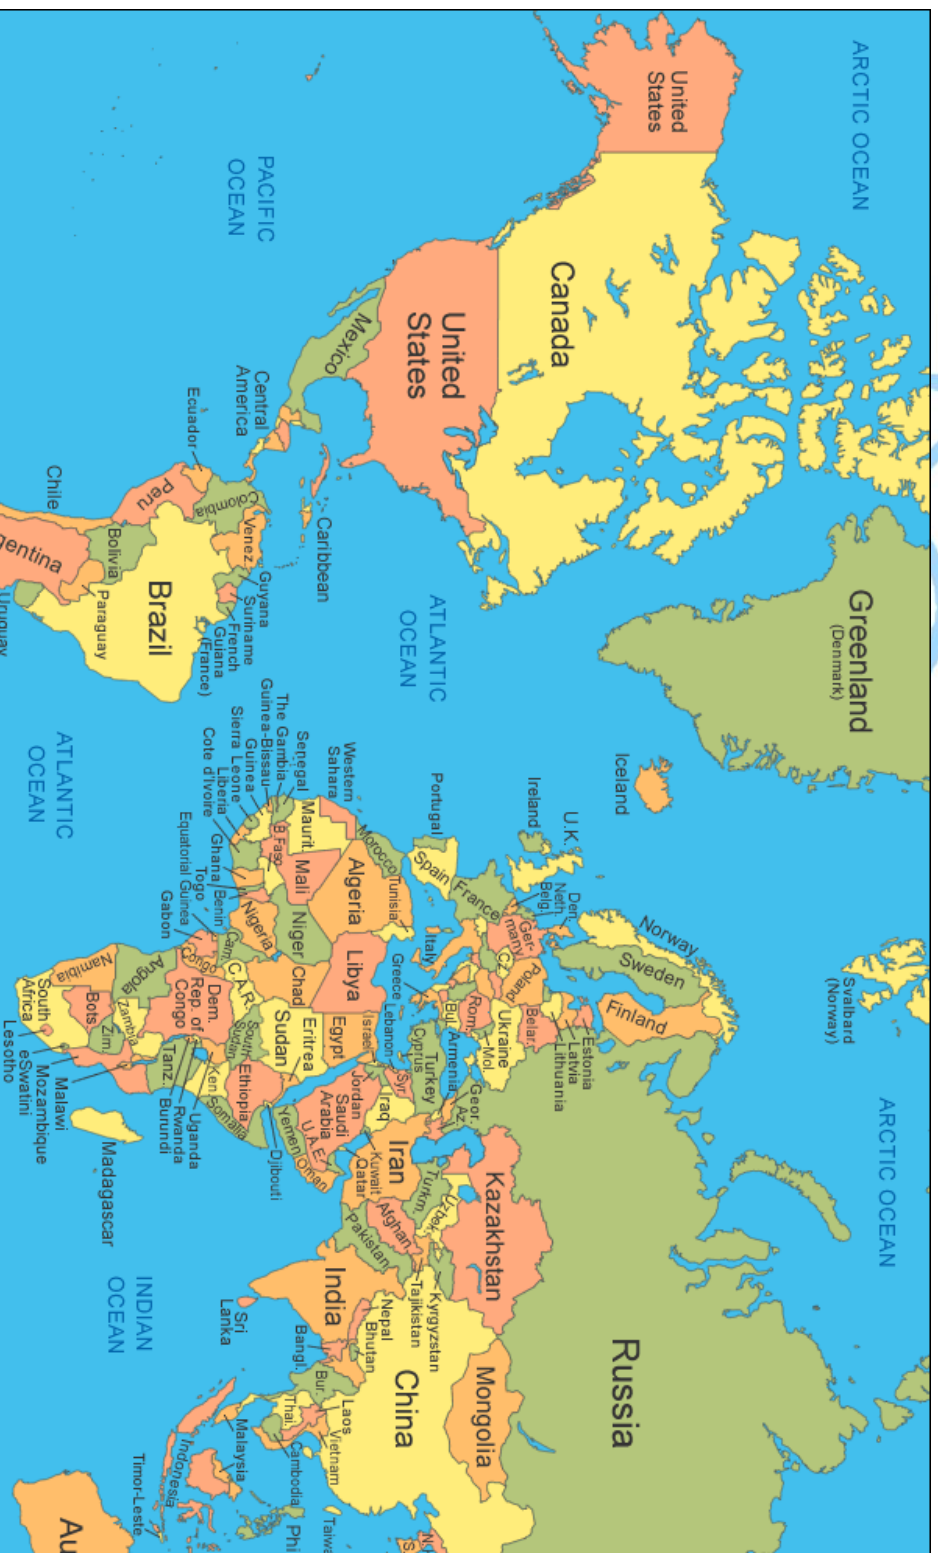 ARCTIC OCEAN
United
States
Canada
PACIFIC
OCEAN
United
States
Mexico
Central
America
Caribbean
Ecuador
Colombia
Venez.
Guyana
Suriname
French
Guiana
(France)
Peru
Brazil
Bolivia
Paraguay
Chile
gentina
Uruguay
ATLANTIC
OCEAN
ATLANTIC
OCEAN
Greenland
(Denmark)
Iceland
Svalbard
(Norway)
ARCTIC OCEAN
Norway
Sweden
Finland
U.K.
Ireland
Den.
Neth.
Belg.
Ger-
many
Poland
CZ.
Belar.
Estonia
Latvia
Lithuania
Ukraine
Mol.
Rom.
Bul.
France
Spain
Portugal
Italy
Greece
Turkey
Cyprus
Lebanon
Israel
Syr.
Armenia
Geor.
Az.
Russia
Kazakhstan
Mongolia
Uzbek.
Turkm.
Kyrgyzstan
Tajikistan
Afghan.
Pakistan
Iran
Iraq
Kuwait
Qatar
Jordan
Saudi
Arabia
U.A.E.
Oman
Yemen
China
India
Nepal
Bhutan
Bangl.
Bur.
Sri
Lanka
Laos
Thai.
Vietnam
Cambodia
Malaysia
Indonesia
Timor-Leste
Phi
Taiwa
N.
S.
Au
INDIAN
OCEAN
Morocco
Tunisia
Algeria
Libya
Egypt
Western
Sahara
Maurit.
Mali
Niger
Chad
Sudan
Eritrea
Senegal
The Gambia
Guinea-Bissau
Guinea
Sierra Leone
Liberia
Cote d'Ivoire
B.Faso
Ghana
Togo
Benin
Nigeria
Cam.
C.A.R.
South
Sudan
Ethiopia
Djibouti
Somalia
Equatorial Guinea
Gabon
Congo
Dem.
Rep. of
Congo
Ken.
Uganda
Rwanda
Burundi
Tanz.
Angola
Zambia
Malawi
Mozambique
Zim.
Bots
Namibia
South
Africa
eSwatini
Lesotho
Madagascar